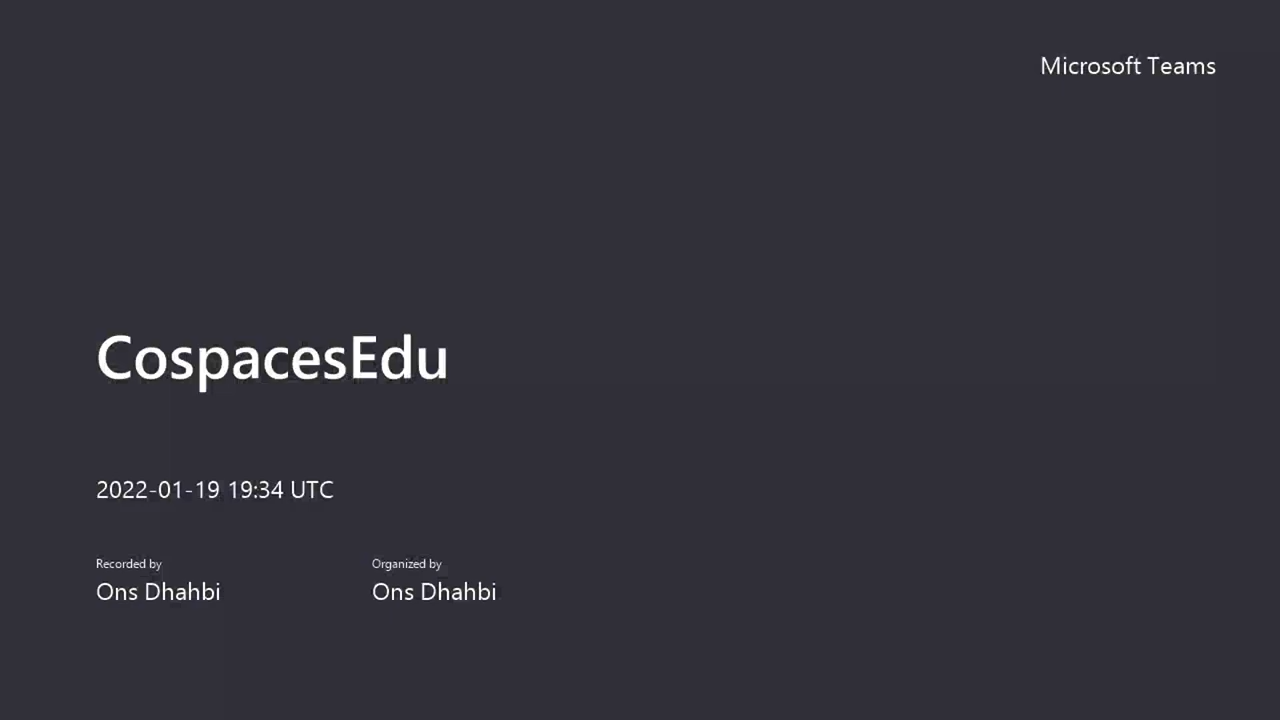 Microsoft Teams
CospacesEdu
2022-01-19 19:34 UTC
Recorded by
Ons Dhahbi
Organized by
Ons Dhahbi